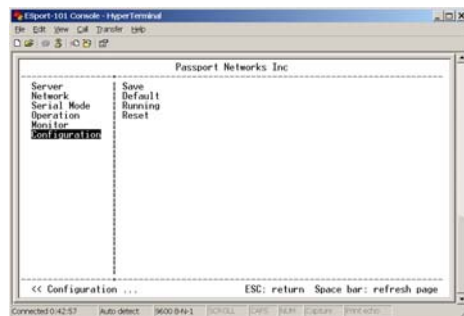 ESport-101 Console - HyperTerminal
File Edit View Call Transfer Help
Passport Networks Inc
Server
Network
Serial Mode
Operation
Monitor
Configuration
Save
Default
Running
Reset
<< Configuration ... ESC: return Space bar: refresh page
Connected 0:42:57 Auto detect 9600 8-N-1 SCROLL CAPS NUM Capture Print echo